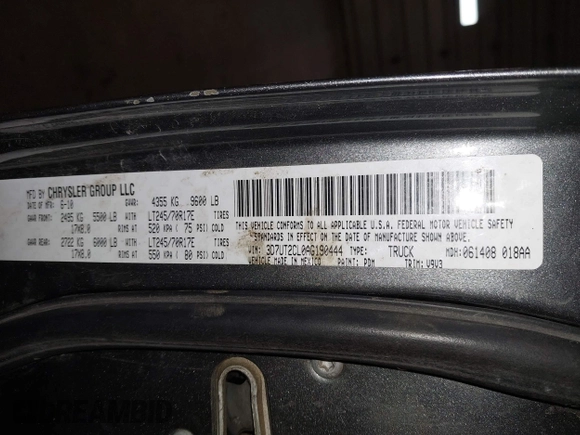 MFD BY CHRYSLER GROUP LLC
DATE OF MFR: 6-10 GVWR: 4355 KG 9600 LB
GAWR FRONT: 2495 KG 5500 LB WITH LT245/70R17E TIRES
17X8.0 RIMS AT 520 KPA ( 75 PSI) COLD
GAWR REAR: 2722 KG 6000 LB WITH LT245/70R17E TIRES
17X8.0 RIMS AT 550 KPA ( 80 PSI) COLD
THIS VEHICLE CONFORMS TO ALL APPLICABLE U.S.A. FEDERAL MOTOR VEHICLE SAFETY
STANDARDS IN EFFECT ON THE DATE OF MANUFACTURE SHOWN ABOVE.
3D7UT2CL0AG190444 TYPE: TRUCK MDH: 061408 018AA
VEHICLE MADE IN MEXICO PAINT: PDM TRIM: V9V3
DREAMBID